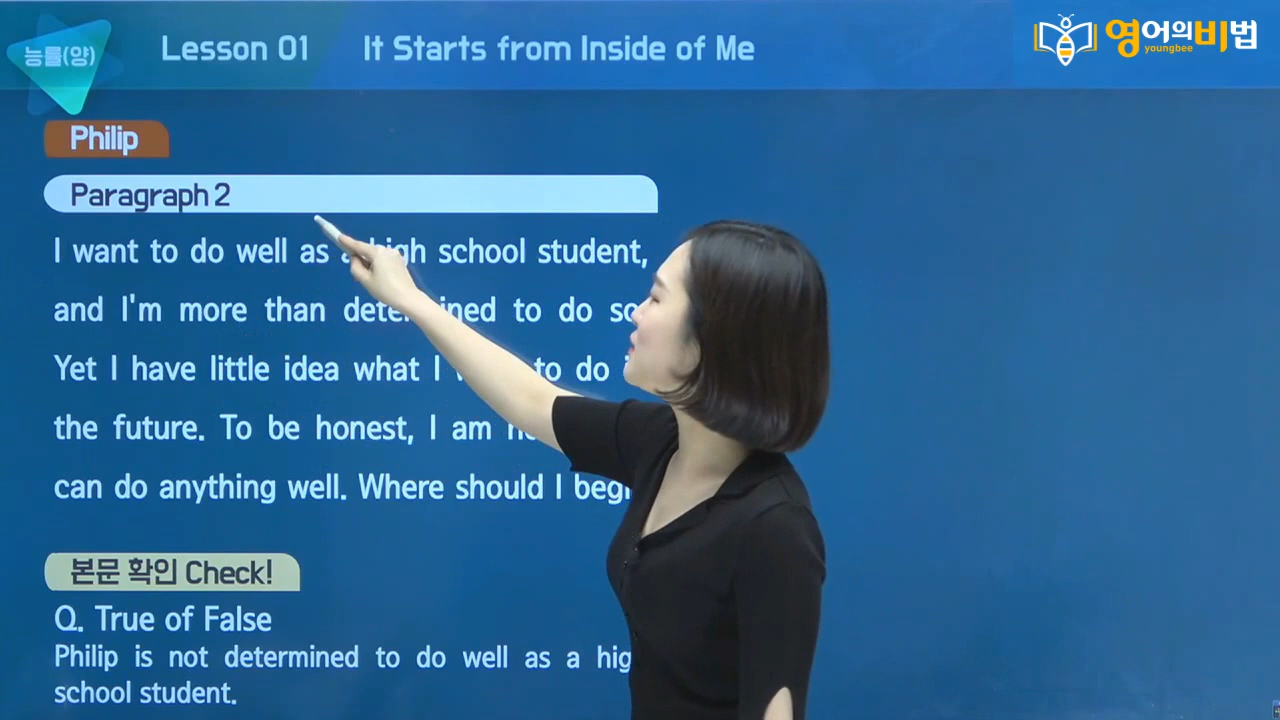 능률(양)
Lesson 01 It Starts from Inside of Me
영어의비법
youngbee
Philip
Paragraph 2
I want to do well as a high school student,
and I'm more than determined to do so
Yet I have little idea what I to do
the future. To be honest, I am
can do anything well. Where should I
본문 확인 Check!
Q. True of False
Philip is not determined to do well as a
school student.